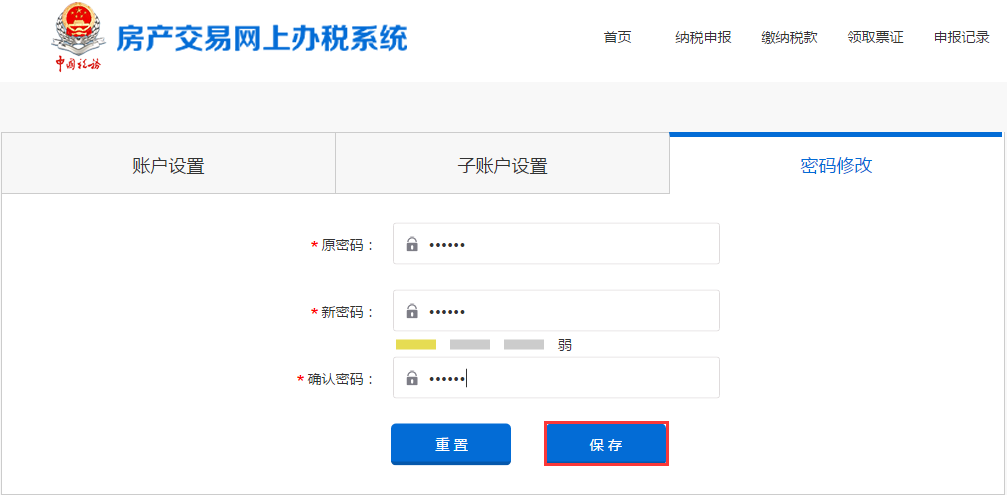 房产交易网上办税系统
中国税务
首页 纳税申报 缴纳税款 领取票证 申报记录
账户设置 子账户设置 密码修改
* 原密码： ••••••
* 新密码： ••••••
弱
* 确认密码： ••••••
重置 保存